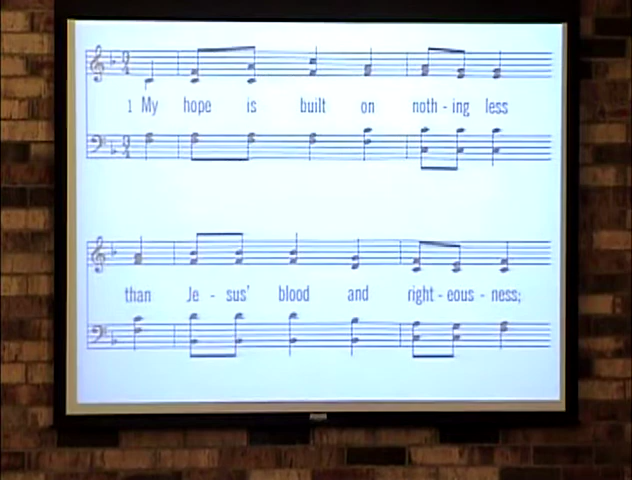 1 My hope is built on noth - ing less
than Je - sus' blood and right - eous - ness;